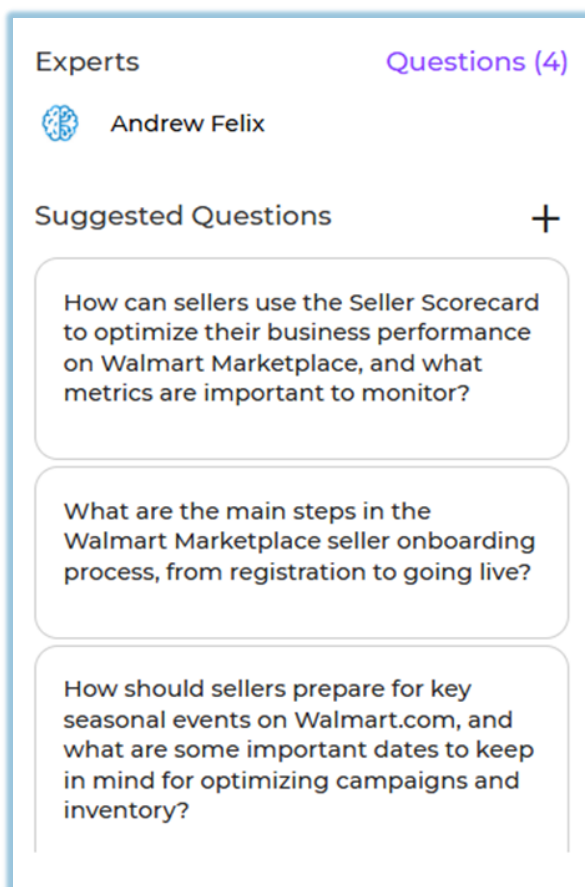 Experts
Questions (4)
Andrew Felix
Suggested Questions
+
How can sellers use the Seller Scorecard
to optimize their business performance
on Walmart Marketplace, and what
metrics are important to monitor?
What are the main steps in the
Walmart Marketplace seller onboarding
process, from registration to going live?
How should sellers prepare for key
seasonal events on Walmart.com, and
what are some important dates to keep
in mind for optimizing campaigns and
inventory?